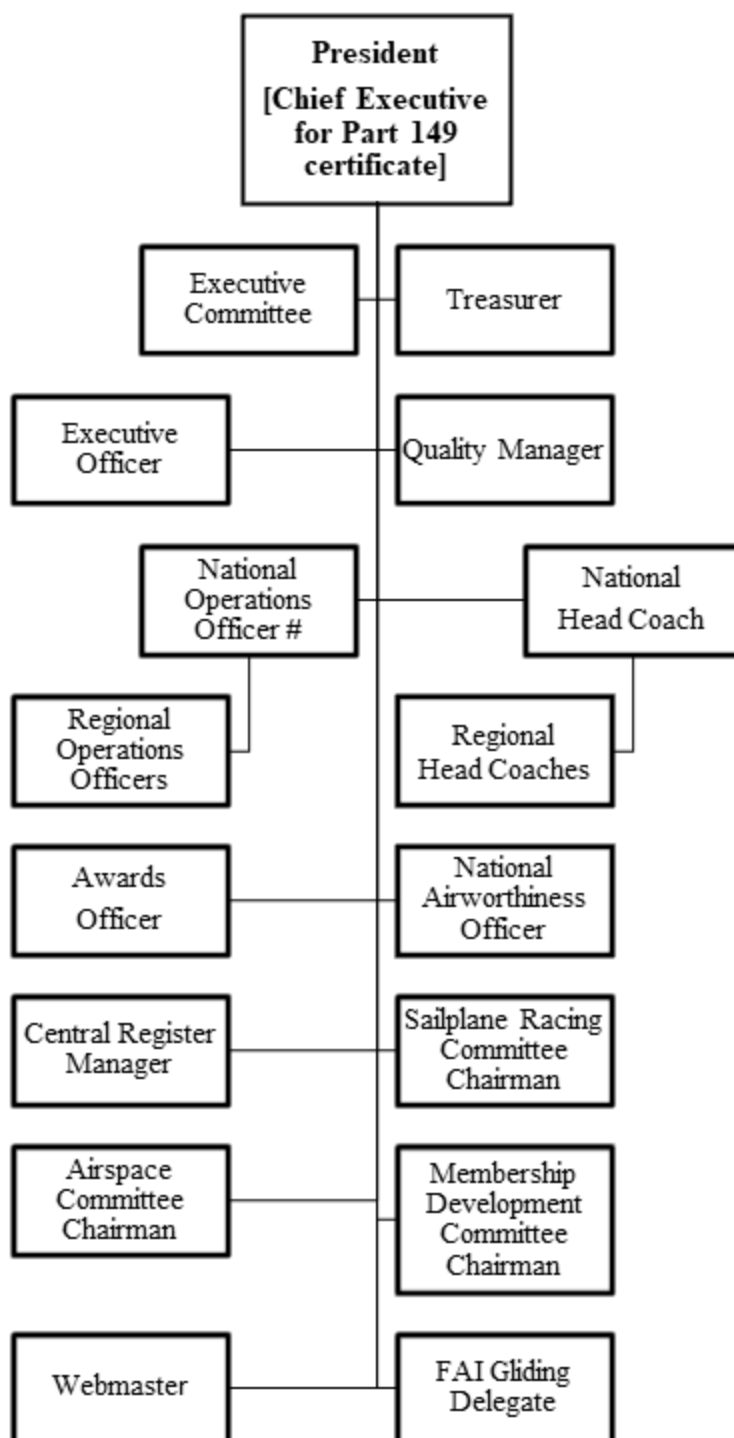 President
[Chief Executive
for Part 149
certificate]
Executive
Committee
Treasurer
Executive
Officer
Quality Manager
National
Operations
Officer #
National
Head Coach
Regional
Operations
Officers
Regional
Head Coaches
Awards
Officer
National
Airworthiness
Officer
Central Register
Manager
Sailplane Racing
Committee
Chairman
Airspace
Committee
Chairman
Membership
Development
Committee
Chairman
Webmaster
FAI Gliding
Delegate